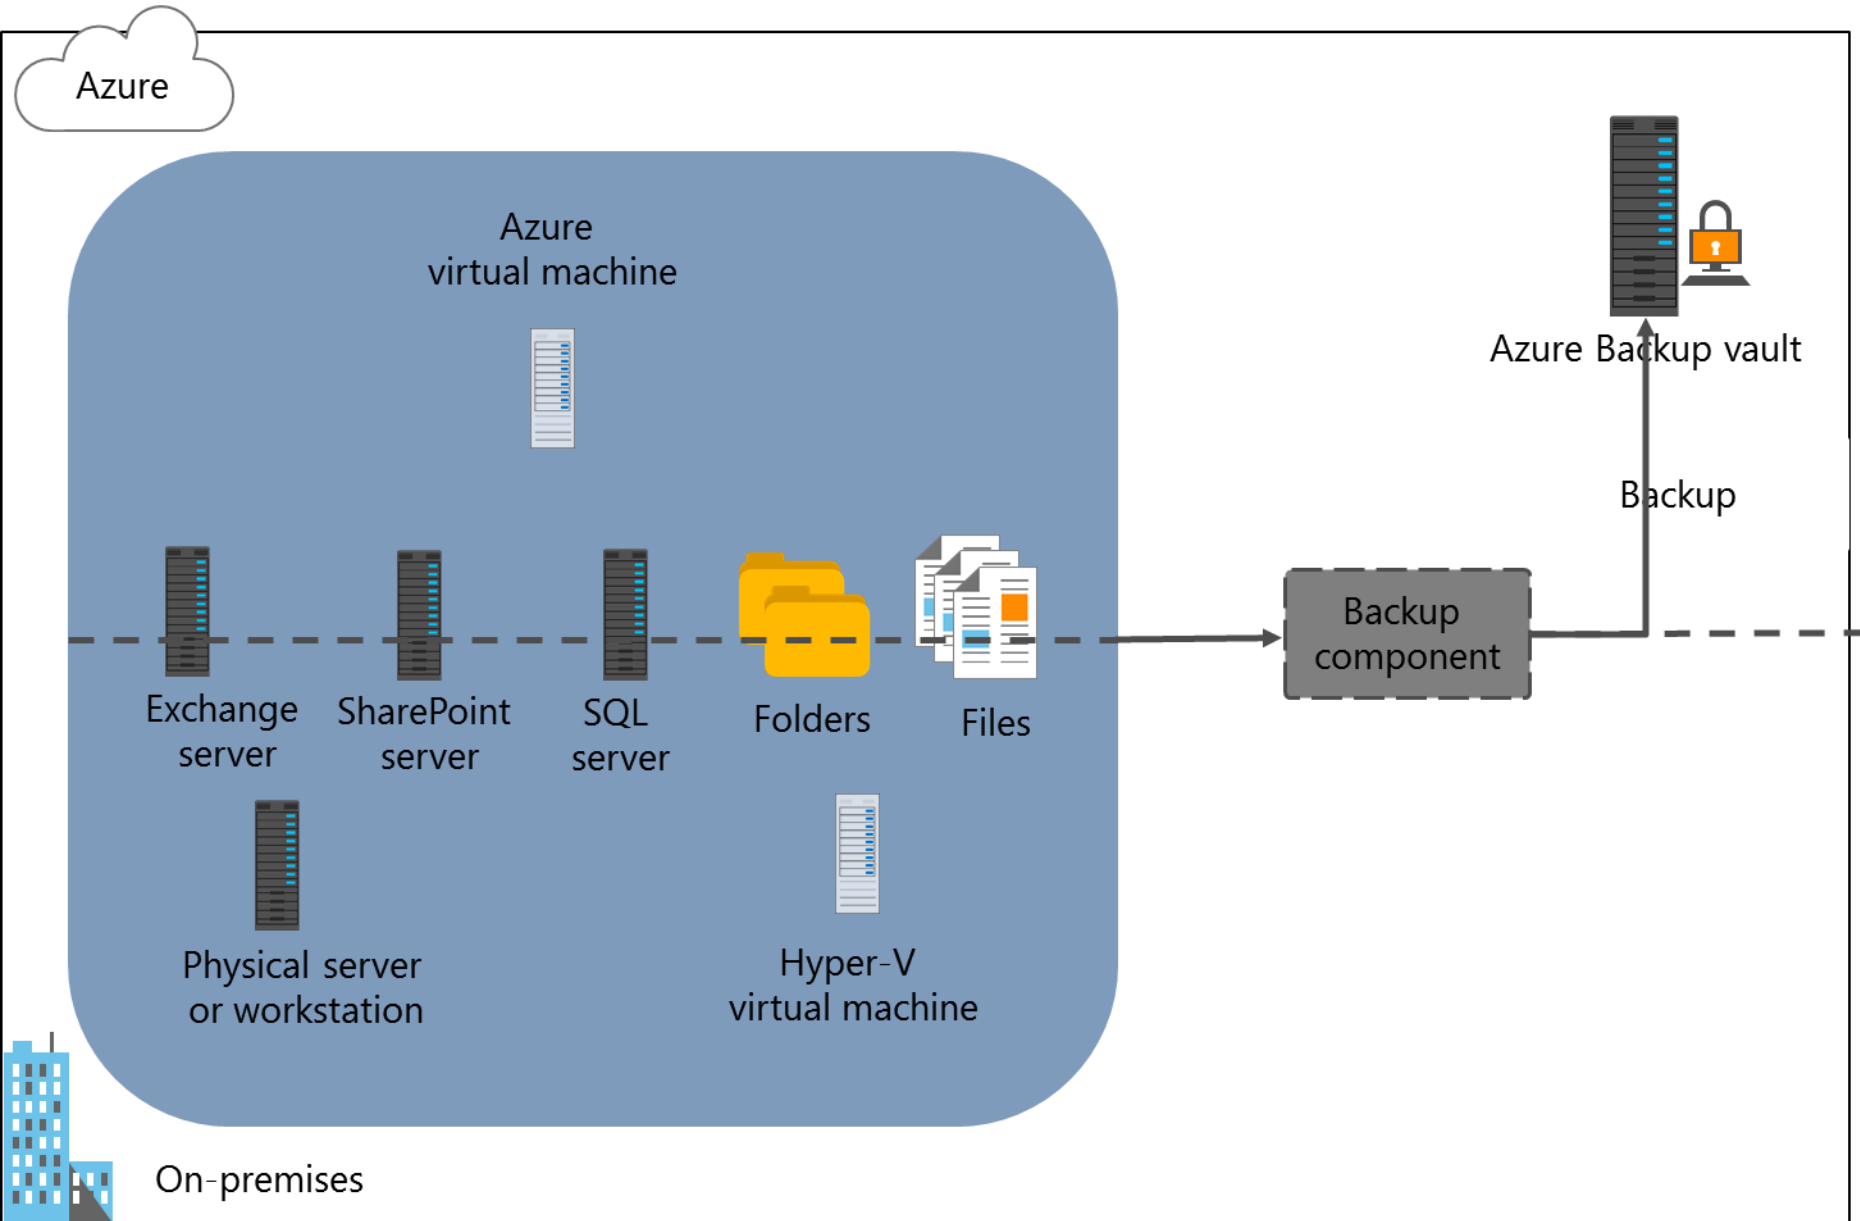 Azure
Azure
virtual machine
Azure Backup vault
Backup
Backup
component
Exchange
server
SharePoint
server
SQL
server
Folders
Files
Physical server
or workstation
Hyper-V
virtual machine
On-premises